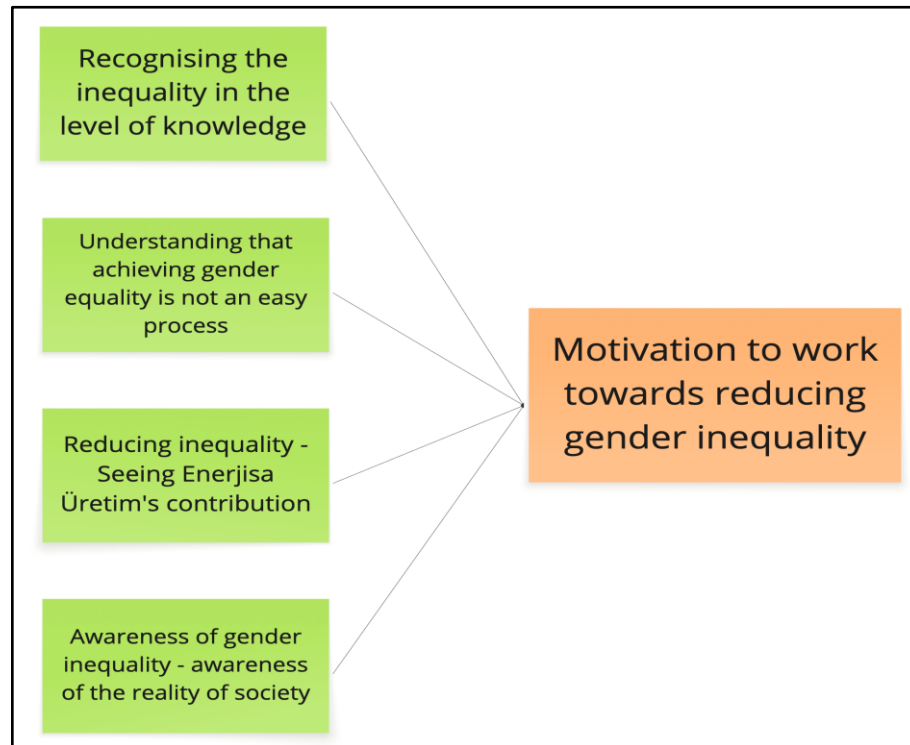 Recognising the
inequality in the
level of knowledge
Understanding that
achieving gender
equality is not an easy
process
Reducing inequality -
Seeing Enerjisa
Üretim's contribution
Awareness of gender
inequality - awareness
of the reality of society
Motivation to work
towards reducing
gender inequality